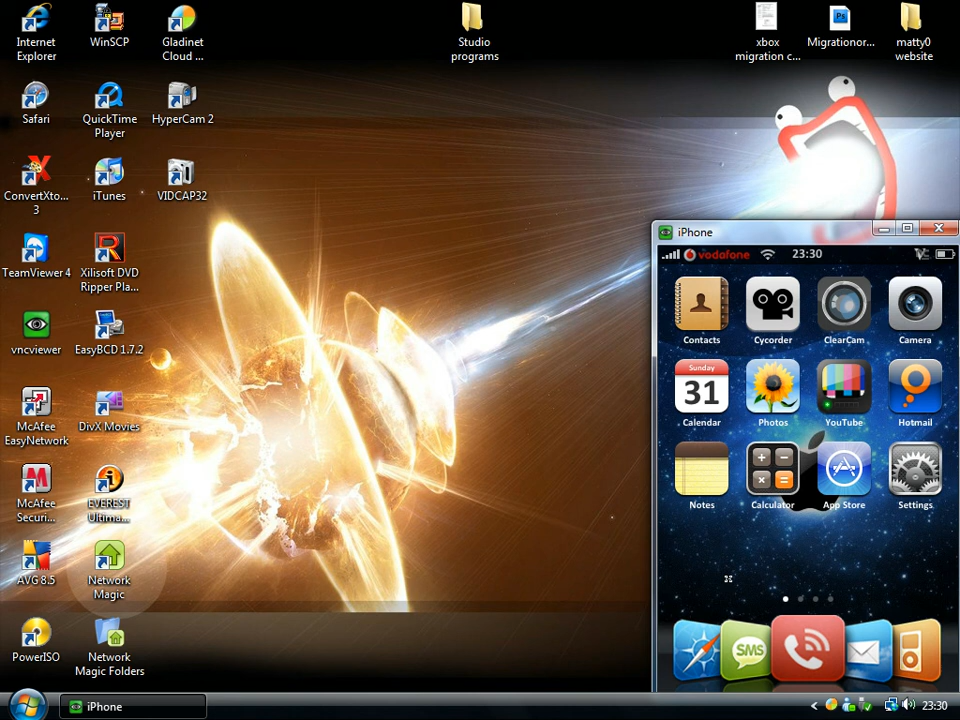 Internet
Explorer
WinSCP
Gladinet
Cloud ...
Studio
programs
xbox
migration c...
Ps
Migrationor...
matty0
website
Safari
QuickTime
Player
HyperCam 2
ConvertXto...
3
iTunes
VIDCAP32
TeamViewer 4
Xilisoft DVD
Ripper Pla...
vncviewer
EasyBCD 1.7.2
McAfee
EasyNetwork
DivX Movies
McAfee
Securi...
EVEREST
Ultima...
AVG 8.5
Network
Magic
PowerISO
Network
Magic Folders
iPhone
vodafone
23:30
Contacts
Cycorder
ClearCam
Camera
Sunday
31
Calendar
Photos
YouTube
Hotmail
Notes
Calculator
App Store
Settings
SMS
iPhone
23:30